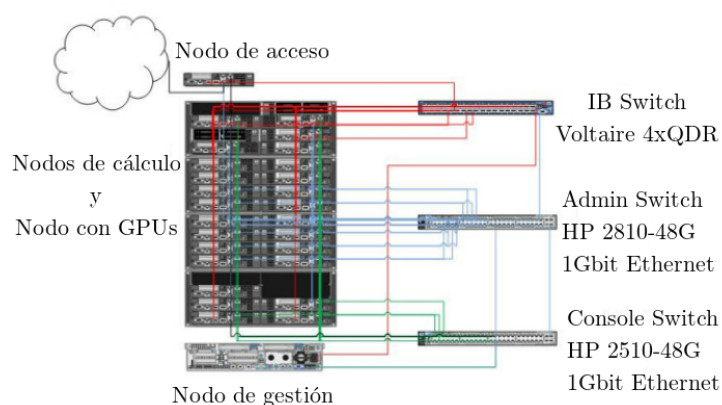 Nodo de acceso
IB Switch
Voltaire 4xQDR
Nodos de cálculo
y
Nodo con GPUs
Admin Switch
HP 2810-48G
1Gbit Ethernet
Console Switch
HP 2510-48G
1Gbit Ethernet
Nodo de gestión